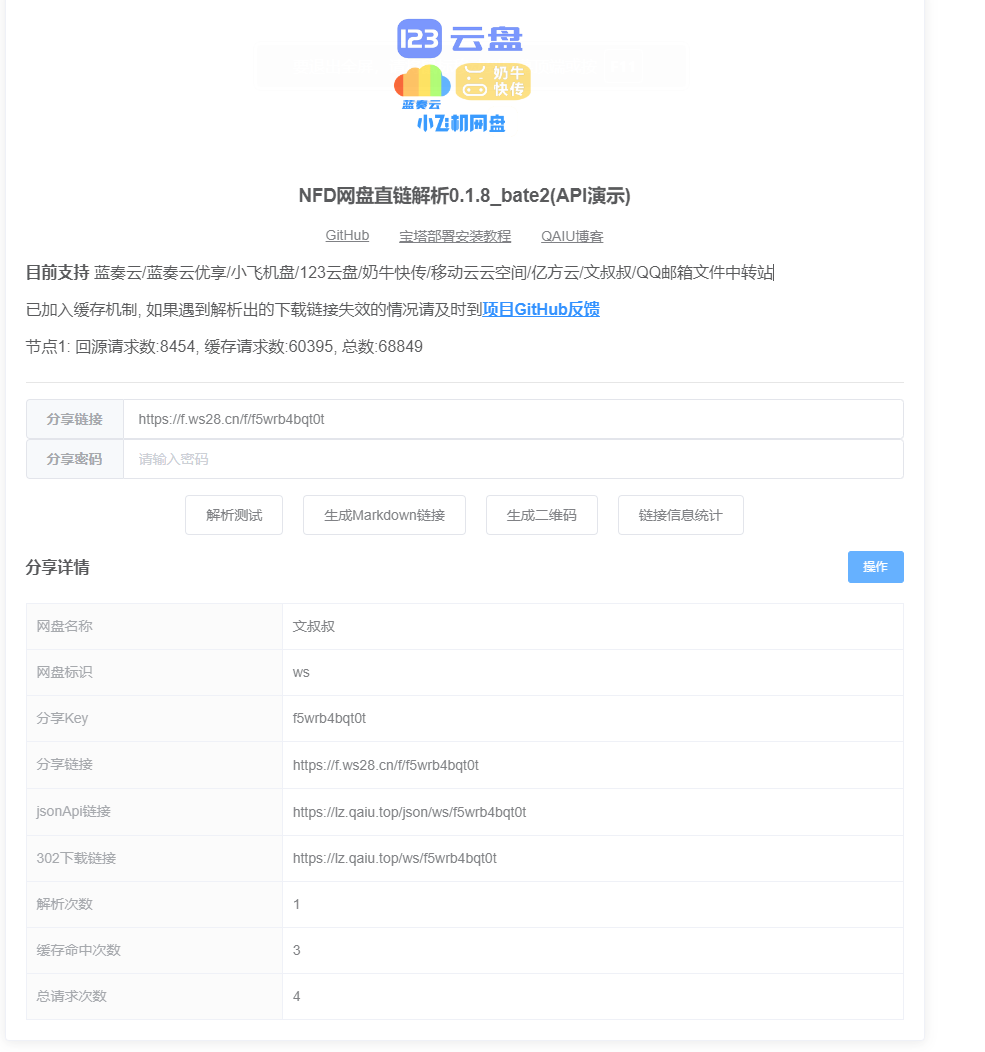 123云盘
蓝奏云
奶牛快传
小飞机网盘
NFD网盘直链解析0.1.8_bate2(API演示)
GitHub 宝塔部署安装教程 QAIU博客
目前支持 蓝奏云/蓝奏云优享/小飞机盘/123云盘/奶牛快传/移动云云空间/亿方云/文叔叔/QQ邮箱文件中转站
已加入缓存机制, 如果遇到解析出的下载链接失效的情况请及时到项目GitHub反馈
节点1: 回源请求数:8454, 缓存请求数:60395, 总数:68849
分享链接 https://f.ws28.cn/f/f5wrb4bqt0t
分享密码 请输入密码
解析测试 生成Markdown链接 生成二维码 链接信息统计
分享详情 操作
网盘名称 文叔叔
网盘标识 ws
分享Key f5wrb4bqt0t
分享链接 https://f.ws28.cn/f/f5wrb4bqt0t
jsonApi链接 https://lz.qaiu.top/json/ws/f5wrb4bqt0t
302下载链接 https://lz.qaiu.top/ws/f5wrb4bqt0t
解析次数 1
缓存命中次数 3
总请求次数 4